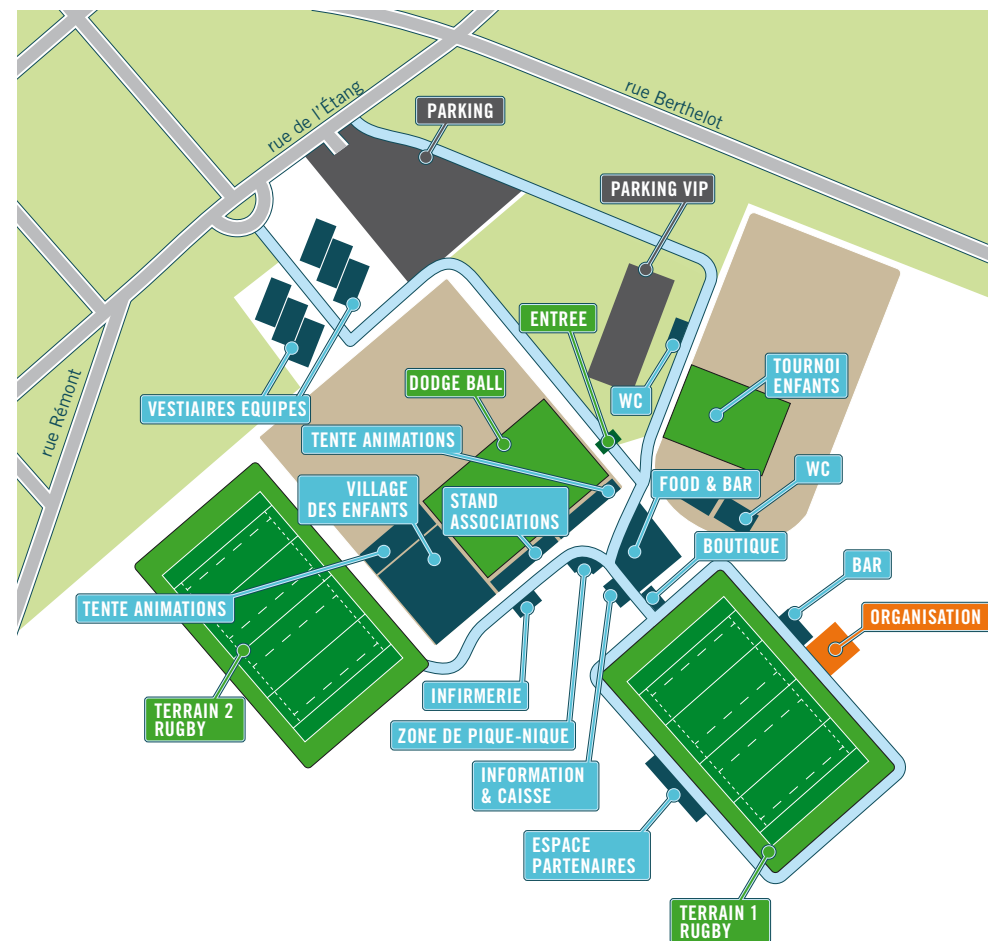 rue Berthelot
rue de l'Étang
PARKING
PARKING VIP
ENTREE
DODGE BALL
TOURNOI
ENFANTS
WC
VESTIAIRES EQUIPES
TENTE ANIMATIONS
rue Rémont
VILLAGE
DES ENFANTS
STAND
ASSOCIATIONS
FOOD & BAR
WC
BOUTIQUE
BAR
TENTE ANIMATIONS
ORGANISATION
INFIRMERIE
TERRAIN 2
RUGBY
ZONE DE PIQUE-NIQUE
INFORMATION
& CAISSE
ESPACE
PARTENAIRES
TERRAIN 1
RUGBY